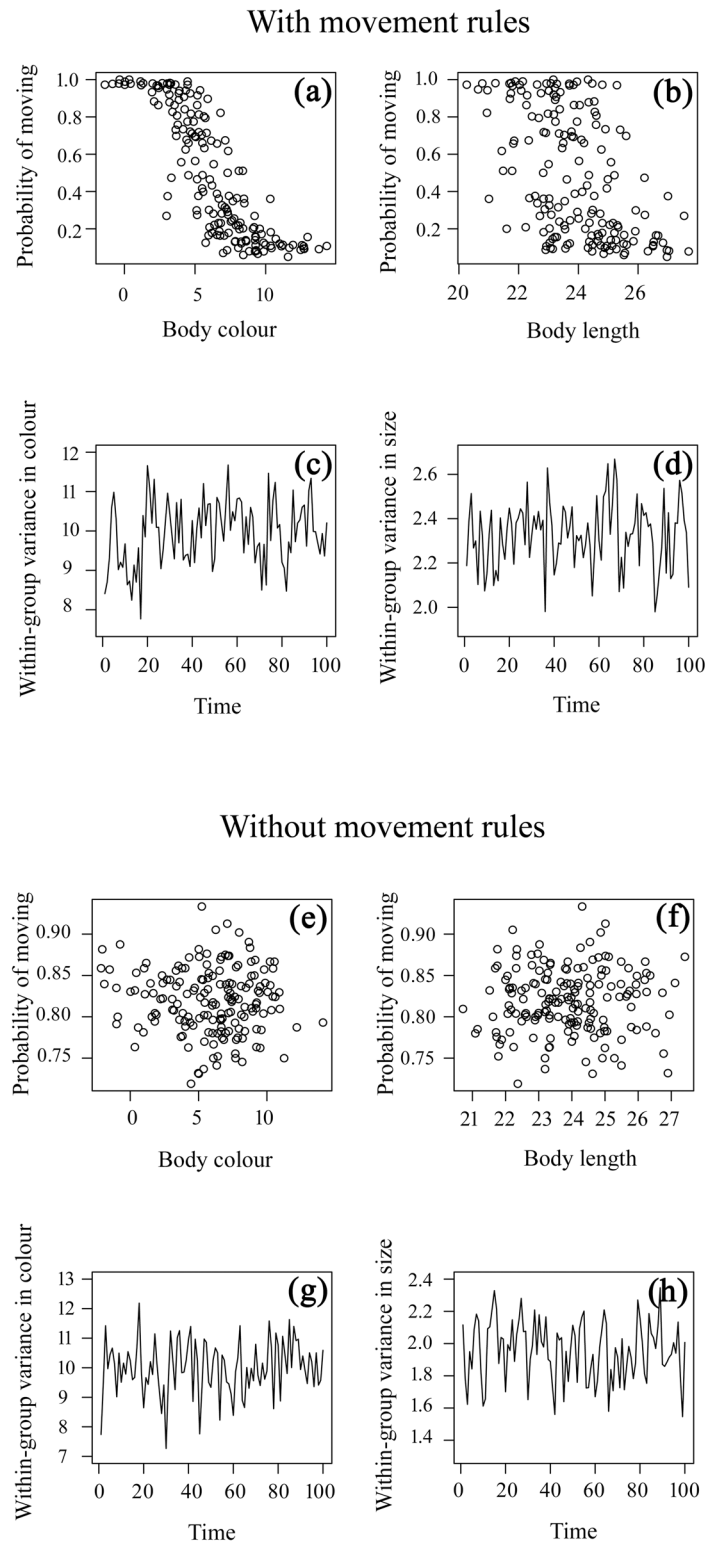 With movement rules
Probability of moving
1.0
0.8
0.6
0.4
0.2
(a)
0 5 10
Body colour
Probability of moving
1.0
0.8
0.6
0.4
0.2
(b)
20 22 24 26
Body length
Within-group variance in colour
12
11
10
9
8
(c)
0 20 40 60 80 100
Time
Within-group variance in size
2.6
2.4
2.2
2.0
(d)
0 20 40 60 80 100
Time
Without movement rules
Probability of moving
0.90
0.85
0.80
0.75
(e)
0 5 10
Body colour
Probability of moving
0.90
0.85
0.80
0.75
(f)
21 22 23 24 25 26 27
Body length
Within-group variance in colour
13
12
11
10
9
8
7
(g)
0 20 40 60 80 100
Time
Within-group variance in size
2.4
2.2
2.0
1.8
1.6
1.4
(h)
0 20 40 60 80 100
Time